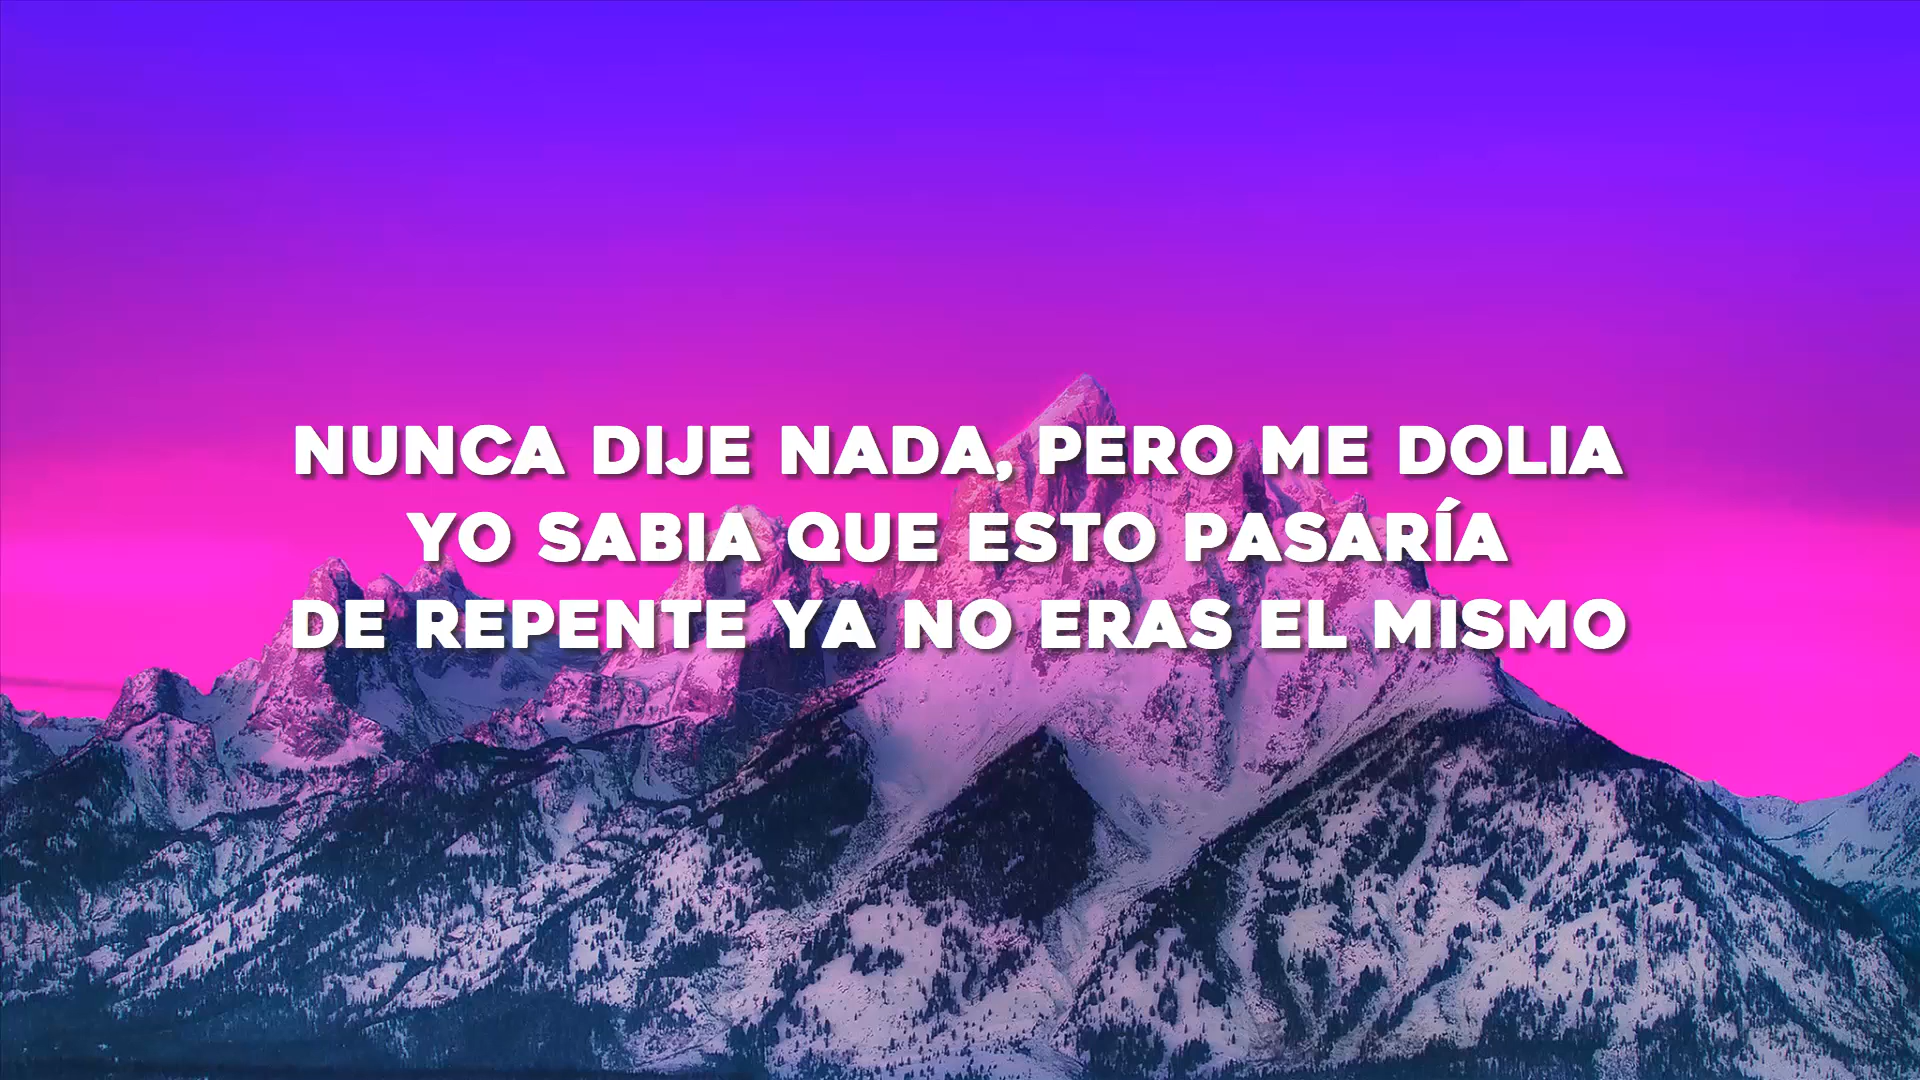 NUNCA DIJE NADA, PERO ME DOLIA
YO SABIA QUE ESTO PASARÍA
DE REPENTE YA NO ERAS EL MISMO